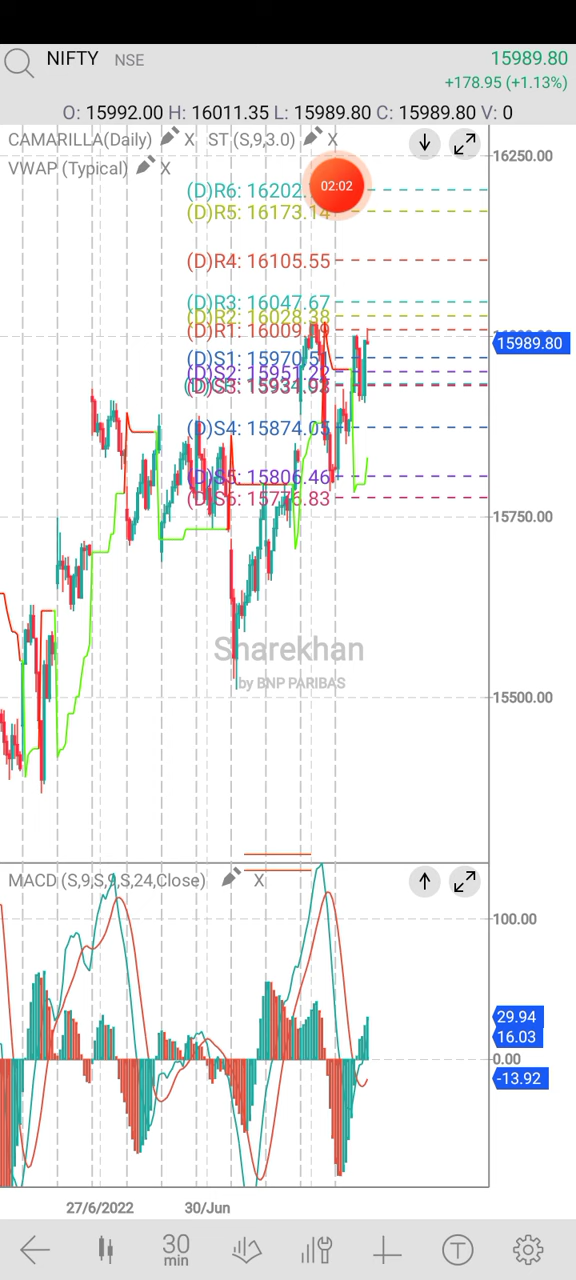 NIFTY NSE 15989.80
+178.95 (+1.13%)
O: 15992.00 H: 16011.35 L: 15989.80 C: 15989.80 V: 0
CAMARILLA(Daily) X ST (S,9,3.0) X
VWAP (Typical) X
16250.00
02:02
(D)R6: 16202.
(D)R5: 16173.14
(D)R4: 16105.55
(D)R3: 16047.67
(D)R2: 16028.38
(D)R1: 16009.
15989.80
(D)S1: 15970.5
(D)S2: 15951.22
(D)S3: 15934.93
(D)S4: 15874.05
(D)S5: 15806.46
(D)S6: 15776.83
15750.00
Sharekhan
by BNP PARIBAS
15500.00
MACD (S,9,S,9,S,24,Close) X
100.00
29.94
16.03
0.00
-13.92
27/6/2022 30/Jun
30
min
T